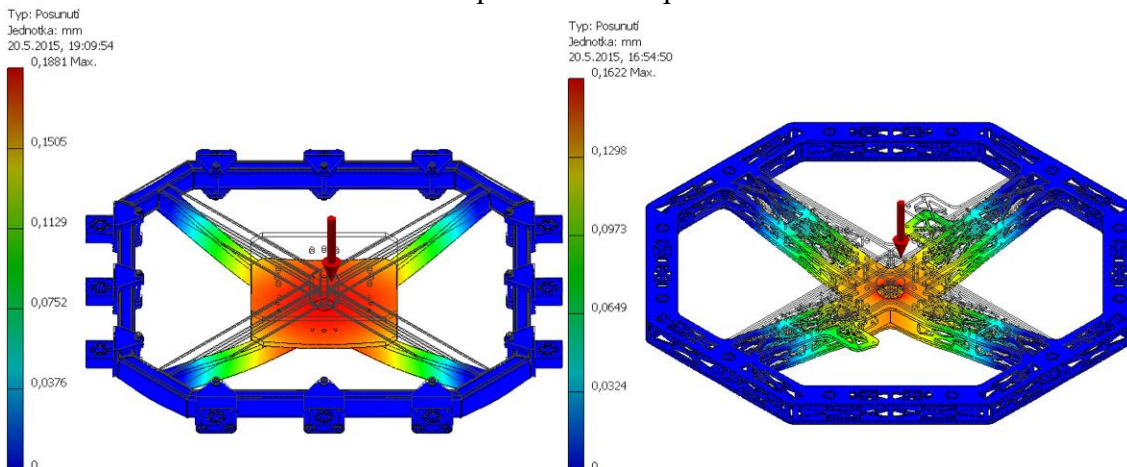 Typ: Posunutí
Jednotka: mm
20.5.2015, 19:09:54
0,1881 Max.
0,1505
0,1129
0,0752
0,0376
0
Typ: Posunutí
Jednotka: mm
20.5.2015, 16:54:50
0,1622 Max.
0,1298
0,0973
0,0649
0,0324
0